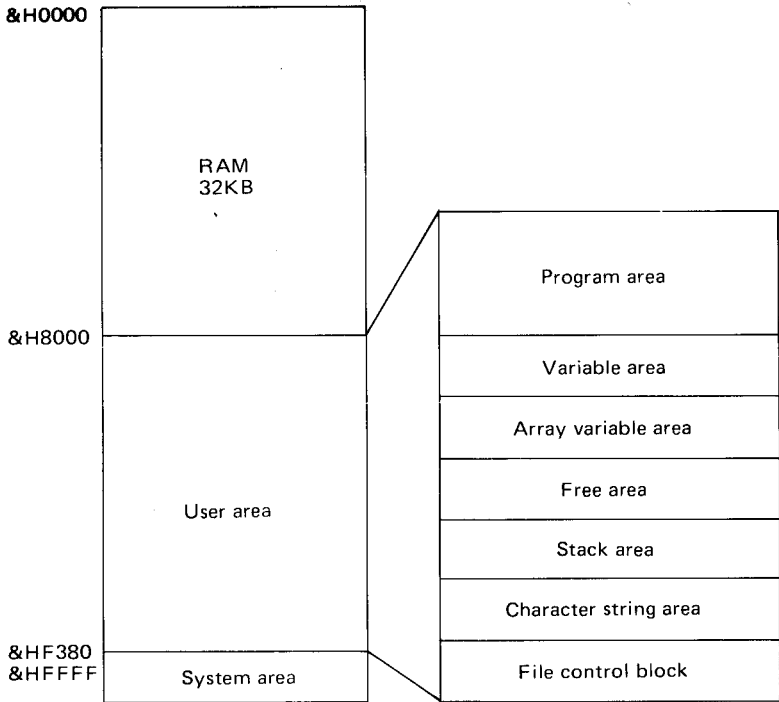 &H0000
RAM
32KB
&H8000
User area
&HF380
&HFFFF
System area
Program area
Variable area
Array variable area
Free area
Stack area
Character string area
File control block